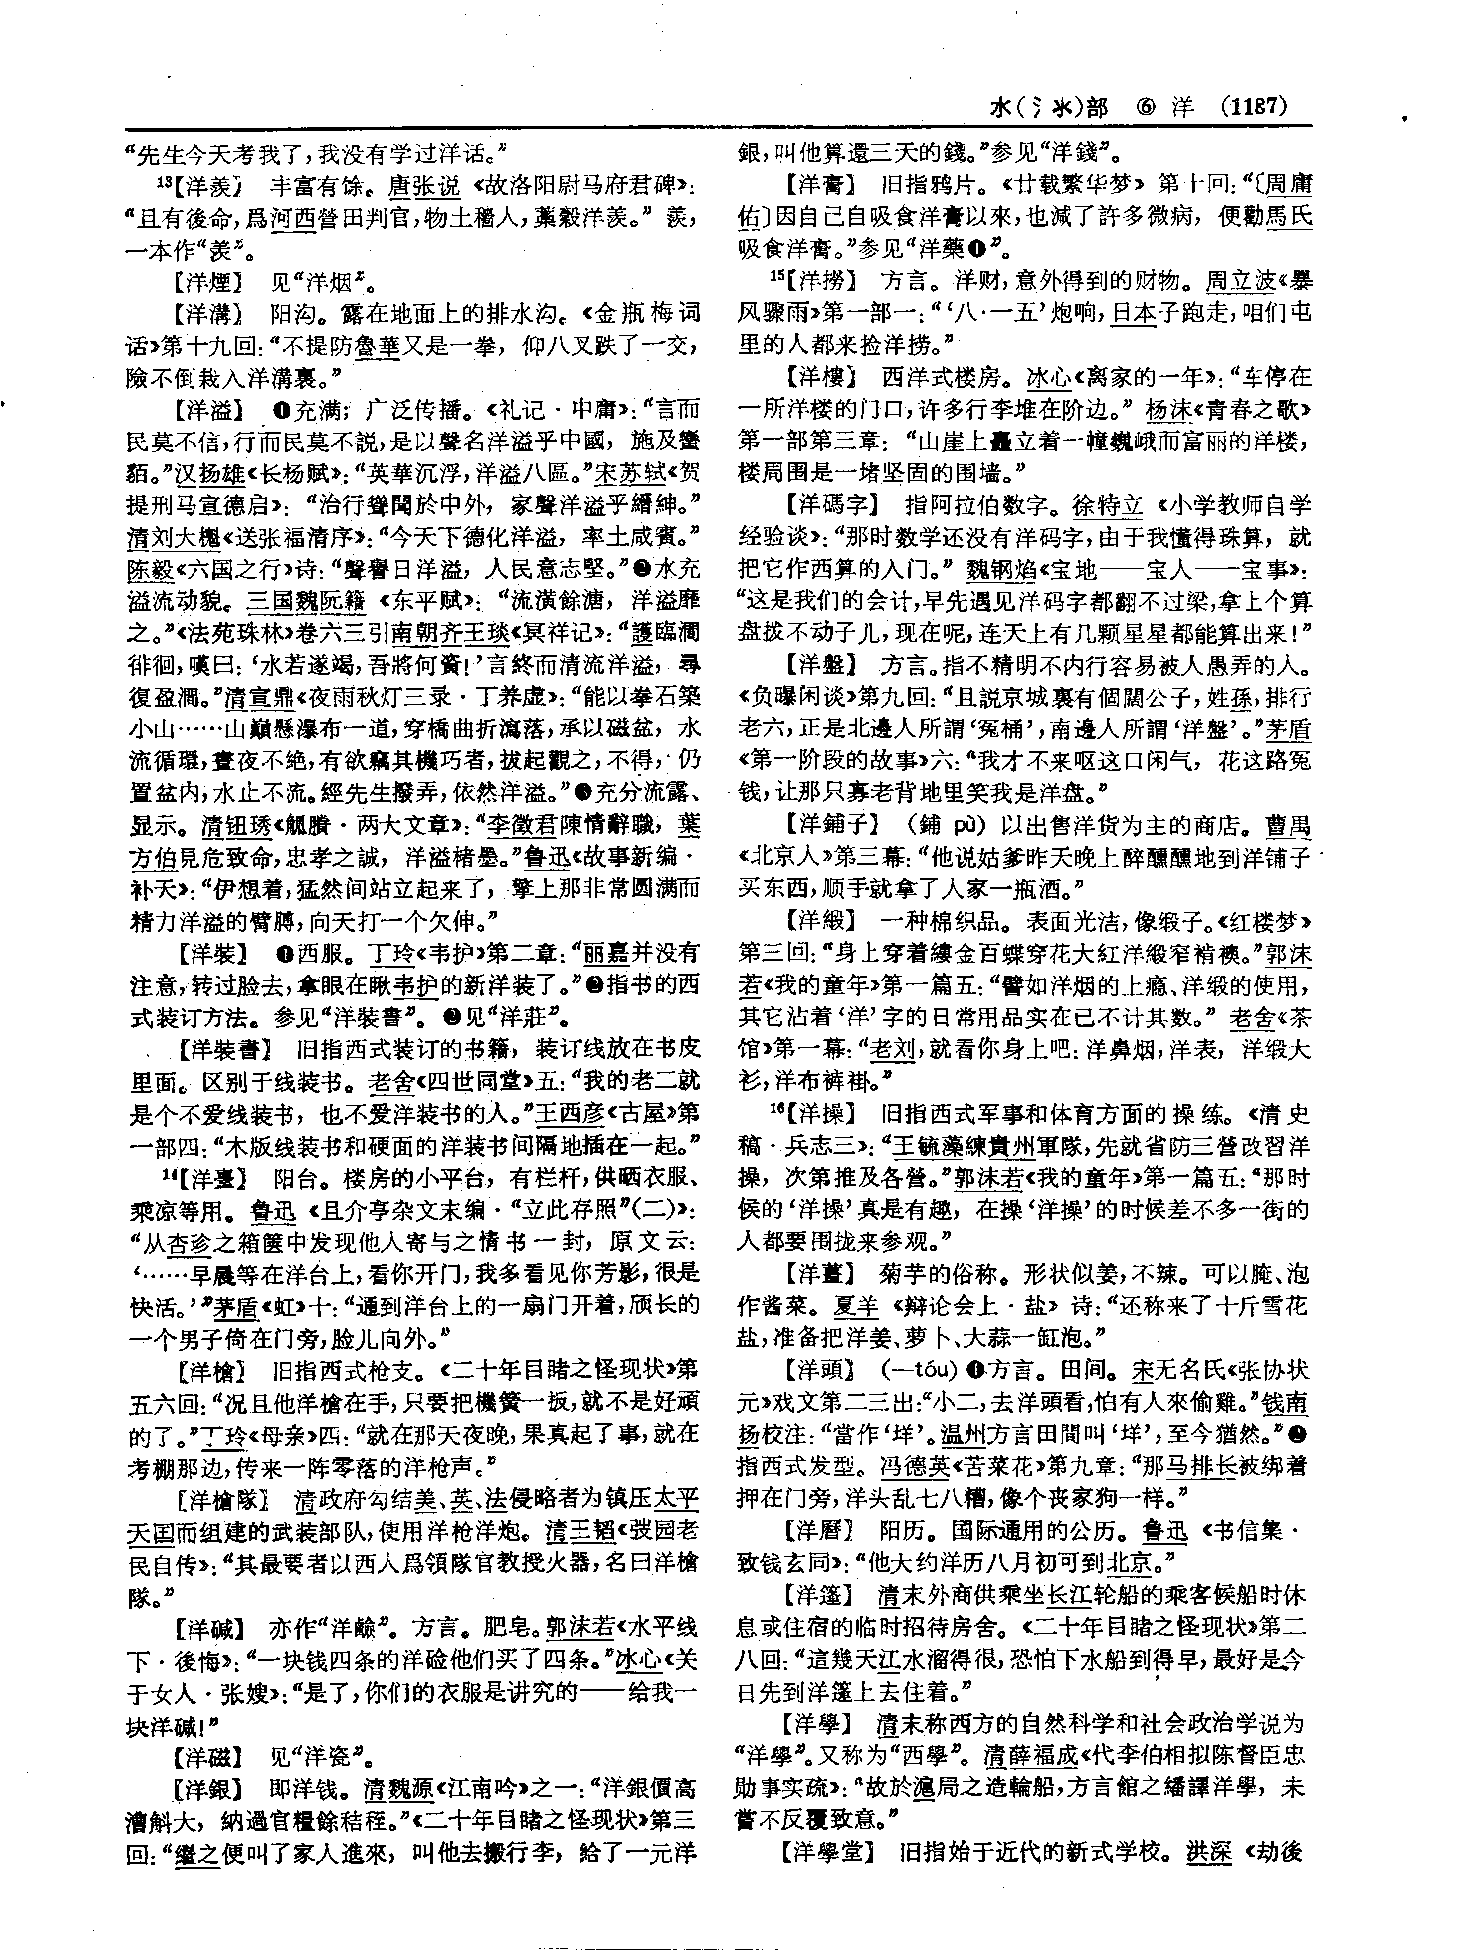 水(氵氺)部 ⑥ 洋 (1187)
“先生今天考我了,我没有学过洋话。”
13【洋羨】 丰富有馀。唐张说《故洛阳尉马府君碑》:
“且有後命,爲河西營田判官,物土穡人,藁穀洋羨。” 羨,
一本作“羡”。
【洋煙】 见“洋烟”。
【洋溝】 阳沟。露在地面上的排水沟。《金瓶梅词
话》第十九回:“不提防魯華又是一拳, 仰八叉跌了一交,
險不倒栽入洋溝裏。”
【洋溢】 ❶充满; 广泛传播。《礼记·中庸》:“言而
民莫不信,行而民莫不説,是以聲名洋溢乎中國, 施及蠻
貊。”汉扬雄《长杨赋》:“英華沉浮,洋溢八區。”宋苏轼《贺
提刑马宣德启》: “治行聳聞於中外, 家聲洋溢乎縉紳。”
清刘大櫆《送张福清序》:“今天下德化洋溢, 率土咸賓。”
陈毅《六国之行》诗:“聲譽日洋溢, 人民意志堅。”❷水充
溢流动貌。三国魏阮籍《东平赋》: “流潢餘溏, 洋溢靡
之。”《法苑珠林》卷六三引南朝齐王琰《冥祥记》:“護臨澗
徘徊,嘆曰:‘水若遂竭,吾將何資!’言終而清流洋溢, 尋
復盈澗。”清宣鼎《夜雨秋灯三录·丁养虚》:“能以拳石築
小山……山巔懸瀑布一道,穿橋曲折瀉落,承以磁盆, 水
流循環,晝夜不絶,有欲竊其機巧者,拔起觀之,不得, 仍
置盆内,水止不流。經先生撥弄,依然洋溢。”❸充分流露、
显示。清钮琇《觚賸·两大文章》:“李徵君陳情辭職, 葉
方伯見危致命,忠孝之誠, 洋溢楮墨。”鲁迅《故事新编·
补天》:“伊想着,猛然间站立起来了, 擎上那非常圆满而
精力洋溢的臂膊,向天打一个欠伸。”
【洋裝】 ❶西服。丁玲《韦护》第二章:“丽嘉并没有
注意,转过脸去,拿眼在瞅韦护的新洋装了。”❷指书的西
式装订方法。参见“洋裝書”。 ❸见“洋莊”。
【洋裝書】 旧指西式装订的书籍, 装订线放在书皮
里面。区别于线装书。老舍《四世同堂》五:“我的老二就
是个不爱线装书, 也不爱洋装书的人。”王西彦《古屋》第
一部四:“木版线装书和硬面的洋装书间隔地插在一起。”
14【洋臺】 阳台。楼房的小平台, 有栏杆,供晒衣服、
乘凉等用。鲁迅《且介亭杂文末编·“立此存照”(二)》:
“从杏珍之箱箧中发现他人寄与之情书一封, 原文云:
‘……早晨等在洋台上,看你开门,我多看见你芳影,很是
快活。’”茅盾《虹》十:“通到洋台上的一扇门开着,颀长的
一个男子倚在门旁,脸儿向外。”
【洋槍】 旧指西式枪支。《二十年目睹之怪现状》第
五六回:“况且他洋槍在手,只要把機簧一扳,就不是好頑
的了。”丁玲《母亲》四:“就在那天夜晚,果真起了事,就在
考棚那边,传来一阵零落的洋枪声。”
【洋槍隊】 清政府勾结美、英、法侵略者为镇压太平
天国而组建的武装部队,使用洋枪洋炮。清王韬《弢园老
民自传》:“其最要者以西人爲領隊官教授火器,名曰洋槍
隊。”
【洋碱】 亦作“洋鹼”。方言。肥皂。郭沫若《水平线
下·後悔》:“一块钱四条的洋硷他们买了四条。”冰心《关
于女人·张嫂》:“是了,你们的衣服是讲究的——给我一
块洋碱!”
【洋磁】 见“洋瓷”。
【洋銀】 即洋钱。清魏源《江南吟》之一:“洋銀價高
漕斛大, 納過官糧餘秸秷。”《二十年目睹之怪现状》第三
回:“繼之便叫了家人進來, 叫他去搬行李, 给了一元洋
銀,叫他算還三天的錢。”参见“洋錢”。
【洋膏】 旧指鸦片。《廿载繁华梦》第十回:“〔周庸
佑〕因自己自吸食洋膏以來,也減了許多微病, 便勸馬氏
吸食洋膏。”参见“洋藥❶”。
15【洋撈】 方言。洋财,意外得到的财物。周立波《暴
风骤雨》第一部一:“‘八·一五’炮响,日本子跑走,咱们屯
里的人都来捡洋捞。”
【洋樓】 西洋式楼房。冰心《离家的一年》:“车停在
一所洋楼的门口,许多行李堆在阶边。” 杨沫《青春之歌》
第一部第三章: “山崖上矗立着一幢巍峨而富丽的洋楼,
楼周围是一堵坚固的围墙。”
【洋碼字】 指阿拉伯数字。徐特立《小学教师自学
经验谈》:“那时数学还没有洋码字,由于我懂得珠算, 就
把它作西算的入门。” 魏钢焰《宝地——宝人——宝事》:
“这是我们的会计,早先遇见洋码字都翻不过梁,拿上个算
盘拨不动子儿,现在呢,连天上有几颗星星都能算出来!”
【洋盤】 方言。指不精明不内行容易被人愚弄的人。
《负曝闲谈》第九回:“且説京城裏有個闊公子,姓孫,排行
老六,正是北邊人所謂‘冤桶’,南邊人所謂‘洋盤’。”茅盾
《第一阶段的故事》六:“我才不来呕这口闲气, 花这路冤
钱,让那只寡老背地里笑我是洋盘。”
【洋鋪子】 (鋪 pù) 以出售洋货为主的商店。曹禺
《北京人》第三幕:“他说姑爹昨天晚上醉醺醺地到洋铺子
买东西,顺手就拿了人家一瓶酒。”
【洋緞】 一种棉织品。表面光洁,像缎子。《红楼梦》
第三回:“身上穿着縷金百蝶穿花大紅洋緞窄裉襖。”郭沫
若《我的童年》第一篇五:“譬如洋烟的上瘾、洋缎的使用,
其它沾着‘洋’字的日常用品实在已不计其数。” 老舍《茶
馆》第一幕:“老刘,就看你身上吧:洋鼻烟,洋表, 洋缎大
衫,洋布裤褂。”
16【洋操】 旧指西式军事和体育方面的操练。《清史
稿·兵志三》:“王毓藻練貴州軍隊,先就省防三營改習洋
操, 次第推及各營。”郭沫若《我的童年》第一篇五:“那时
候的‘洋操’真是有趣, 在操‘洋操’的时候差不多一街的
人都要围拢来参观。”
【洋薑】 菊芋的俗称。形状似姜,不辣。可以腌、泡
作酱菜。夏羊《辩论会上·盐》诗:“还称来了十斤雪花
盐,准备把洋姜、萝卜、大蒜一缸泡。”
【洋頭】 (—tóu) ❶方言。田间。宋无名氏《张协状
元》戏文第二三出:“小二,去洋頭看,怕有人來偷雞。”钱南
扬校注:“當作‘垟’。温州方言田間叫‘垟’,至今猶然。”❷
指西式发型。冯德英《苦菜花》第九章:“那马排长被绑着
押在门旁,洋头乱七八糟,像个丧家狗一样。”
【洋曆】 阳历。国际通用的公历。鲁迅《书信集·
致钱玄同》:“他大约洋历八月初可到北京。”
【洋篷】 清末外商供乘坐长江轮船的乘客候船时休
息或住宿的临时招待房舍。《二十年目睹之怪现状》第二
八回:“這幾天江水溜得很,恐怕下水船到得早,最好是今
日先到洋篷上去住着。”
【洋學】 清末称西方的自然科学和社会政治学说为
“洋學”。又称为“西學”。清薛福成《代李伯相拟陈督臣忠
勋事实疏》:“故於滬局之造輪船,方言館之繙譯洋學, 未
嘗不反覆致意。”
【洋學堂】 旧指始于近代的新式学校。洪深《劫後